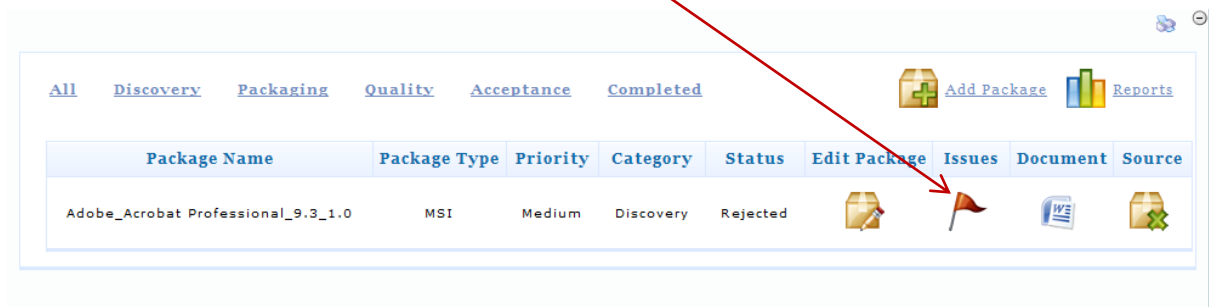 All Discovery Packaging Quality Acceptance Completed Add Package Reports
Package Name Package Type Priority Category Status Edit Package Issues Document Source
Adobe_Acrobat Professional_9.3_1.0 MSI Medium Discovery Rejected W